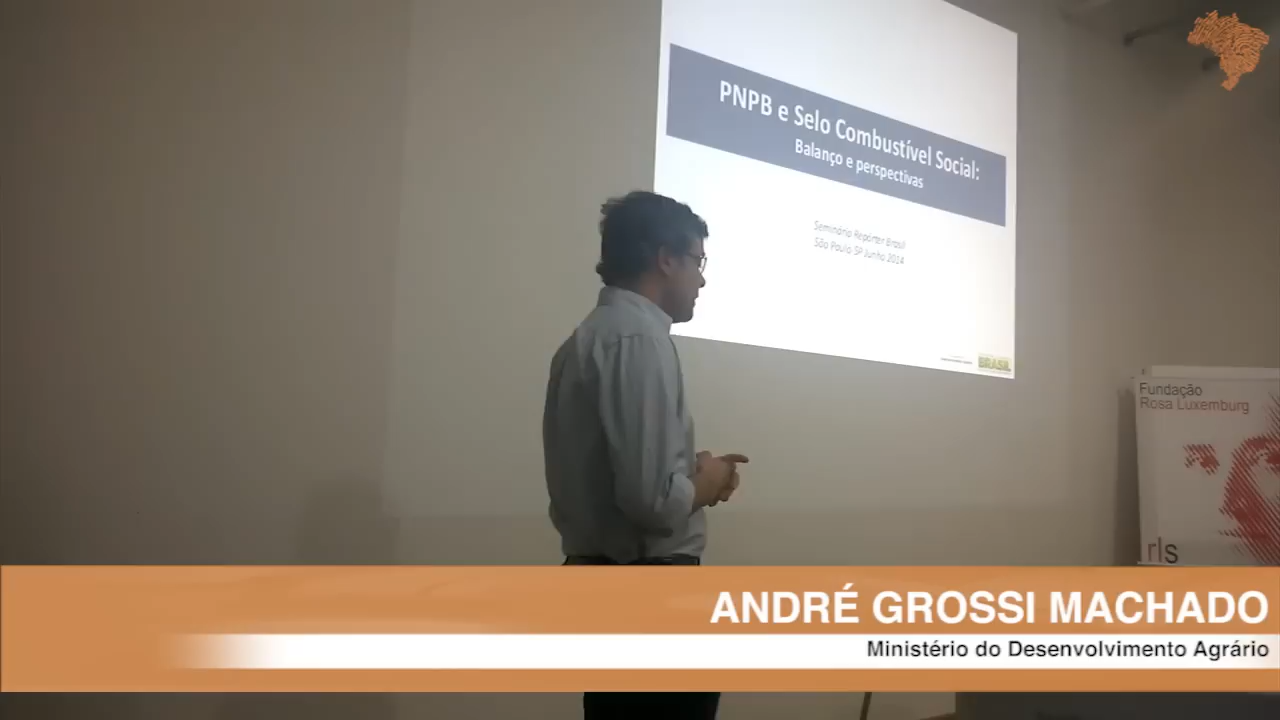 PNPB e Selo Combustível Social:
Balanço e perspectivas
Seminário Repórter Brasil
São Paulo SP Junho 2014
BRASIL
Fundação
Rosa Luxemburg
rls
ANDRÉ GROSSI MACHADO
Ministério do Desenvolvimento Agrário